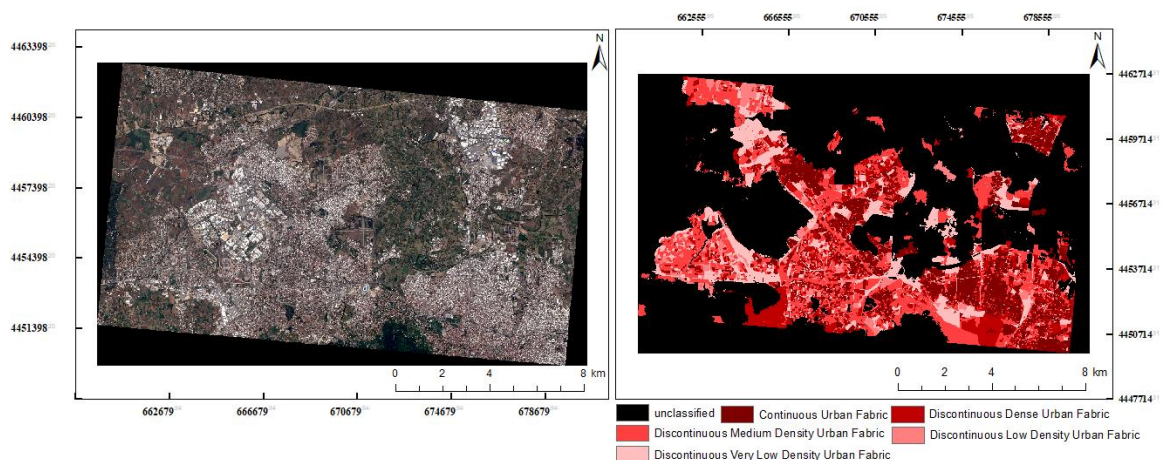 662555 666555 670555 674555 678555
N
N
4463398
4462714
4460398
4459714
4457398
4456714
4454398
4453714
4451398
4450714
0 2 4 6 8 km
0 2 4 6 8 km
4447714
662679 666679 670679 674679 678679
unclassified Continuous Urban Fabric Discontinuous Dense Urban Fabric
Discontinuous Medium Density Urban Fabric Discontinuous Low Density Urban Fabric
Discontinuous Very Low Density Urban Fabric